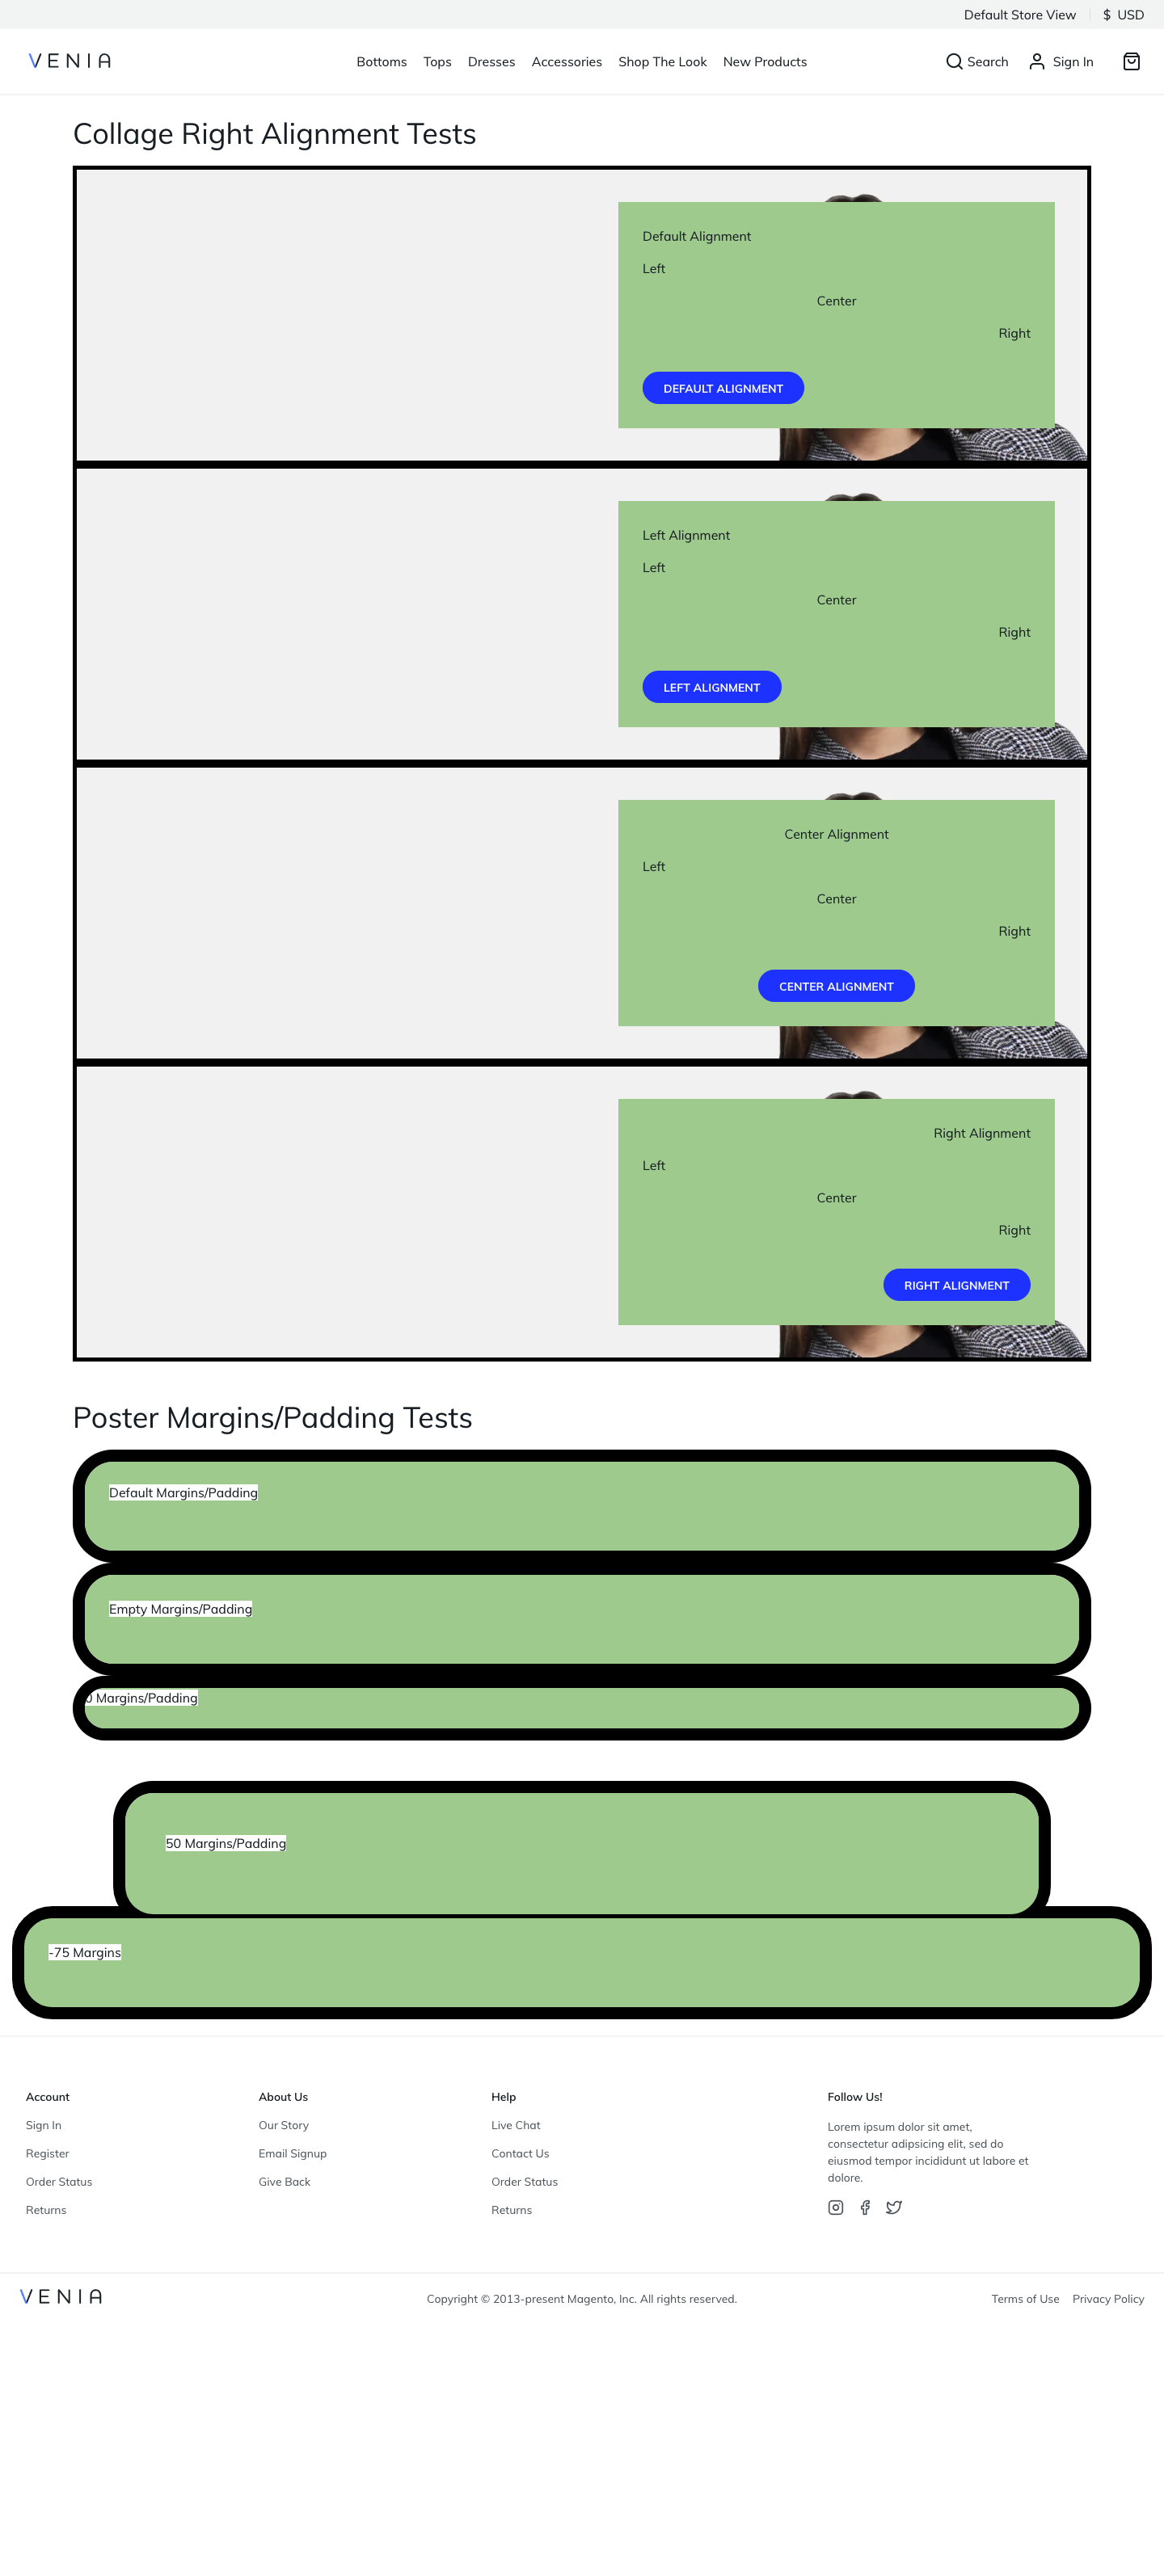 Default Store View
$ USD
VENIA
Bottoms Tops Dresses Accessories Shop The Look New Products
Search
Sign In
Collage Right Alignment Tests
Default Alignment
Left
Center
Right
DEFAULT ALIGNMENT
Left Alignment
Left
Center
Right
LEFT ALIGNMENT
Center Alignment
Left
Center
Right
CENTER ALIGNMENT
Right Alignment
Left
Center
Right
RIGHT ALIGNMENT
Poster Margins/Padding Tests
Default Margins/Padding
Empty Margins/Padding
0 Margins/Padding
50 Margins/Padding
-75 Margins
Account
Sign In
Register
Order Status
Returns
About Us
Our Story
Email Signup
Give Back
Help
Live Chat
Contact Us
Order Status
Returns
Follow Us!
Lorem ipsum dolor sit amet,
consectetur adipsicing elit, sed do
eiusmod tempor incididunt ut labore et
dolore.
VENIA
Copyright © 2013-present Magento, Inc. All rights reserved.
Terms of Use
Privacy Policy